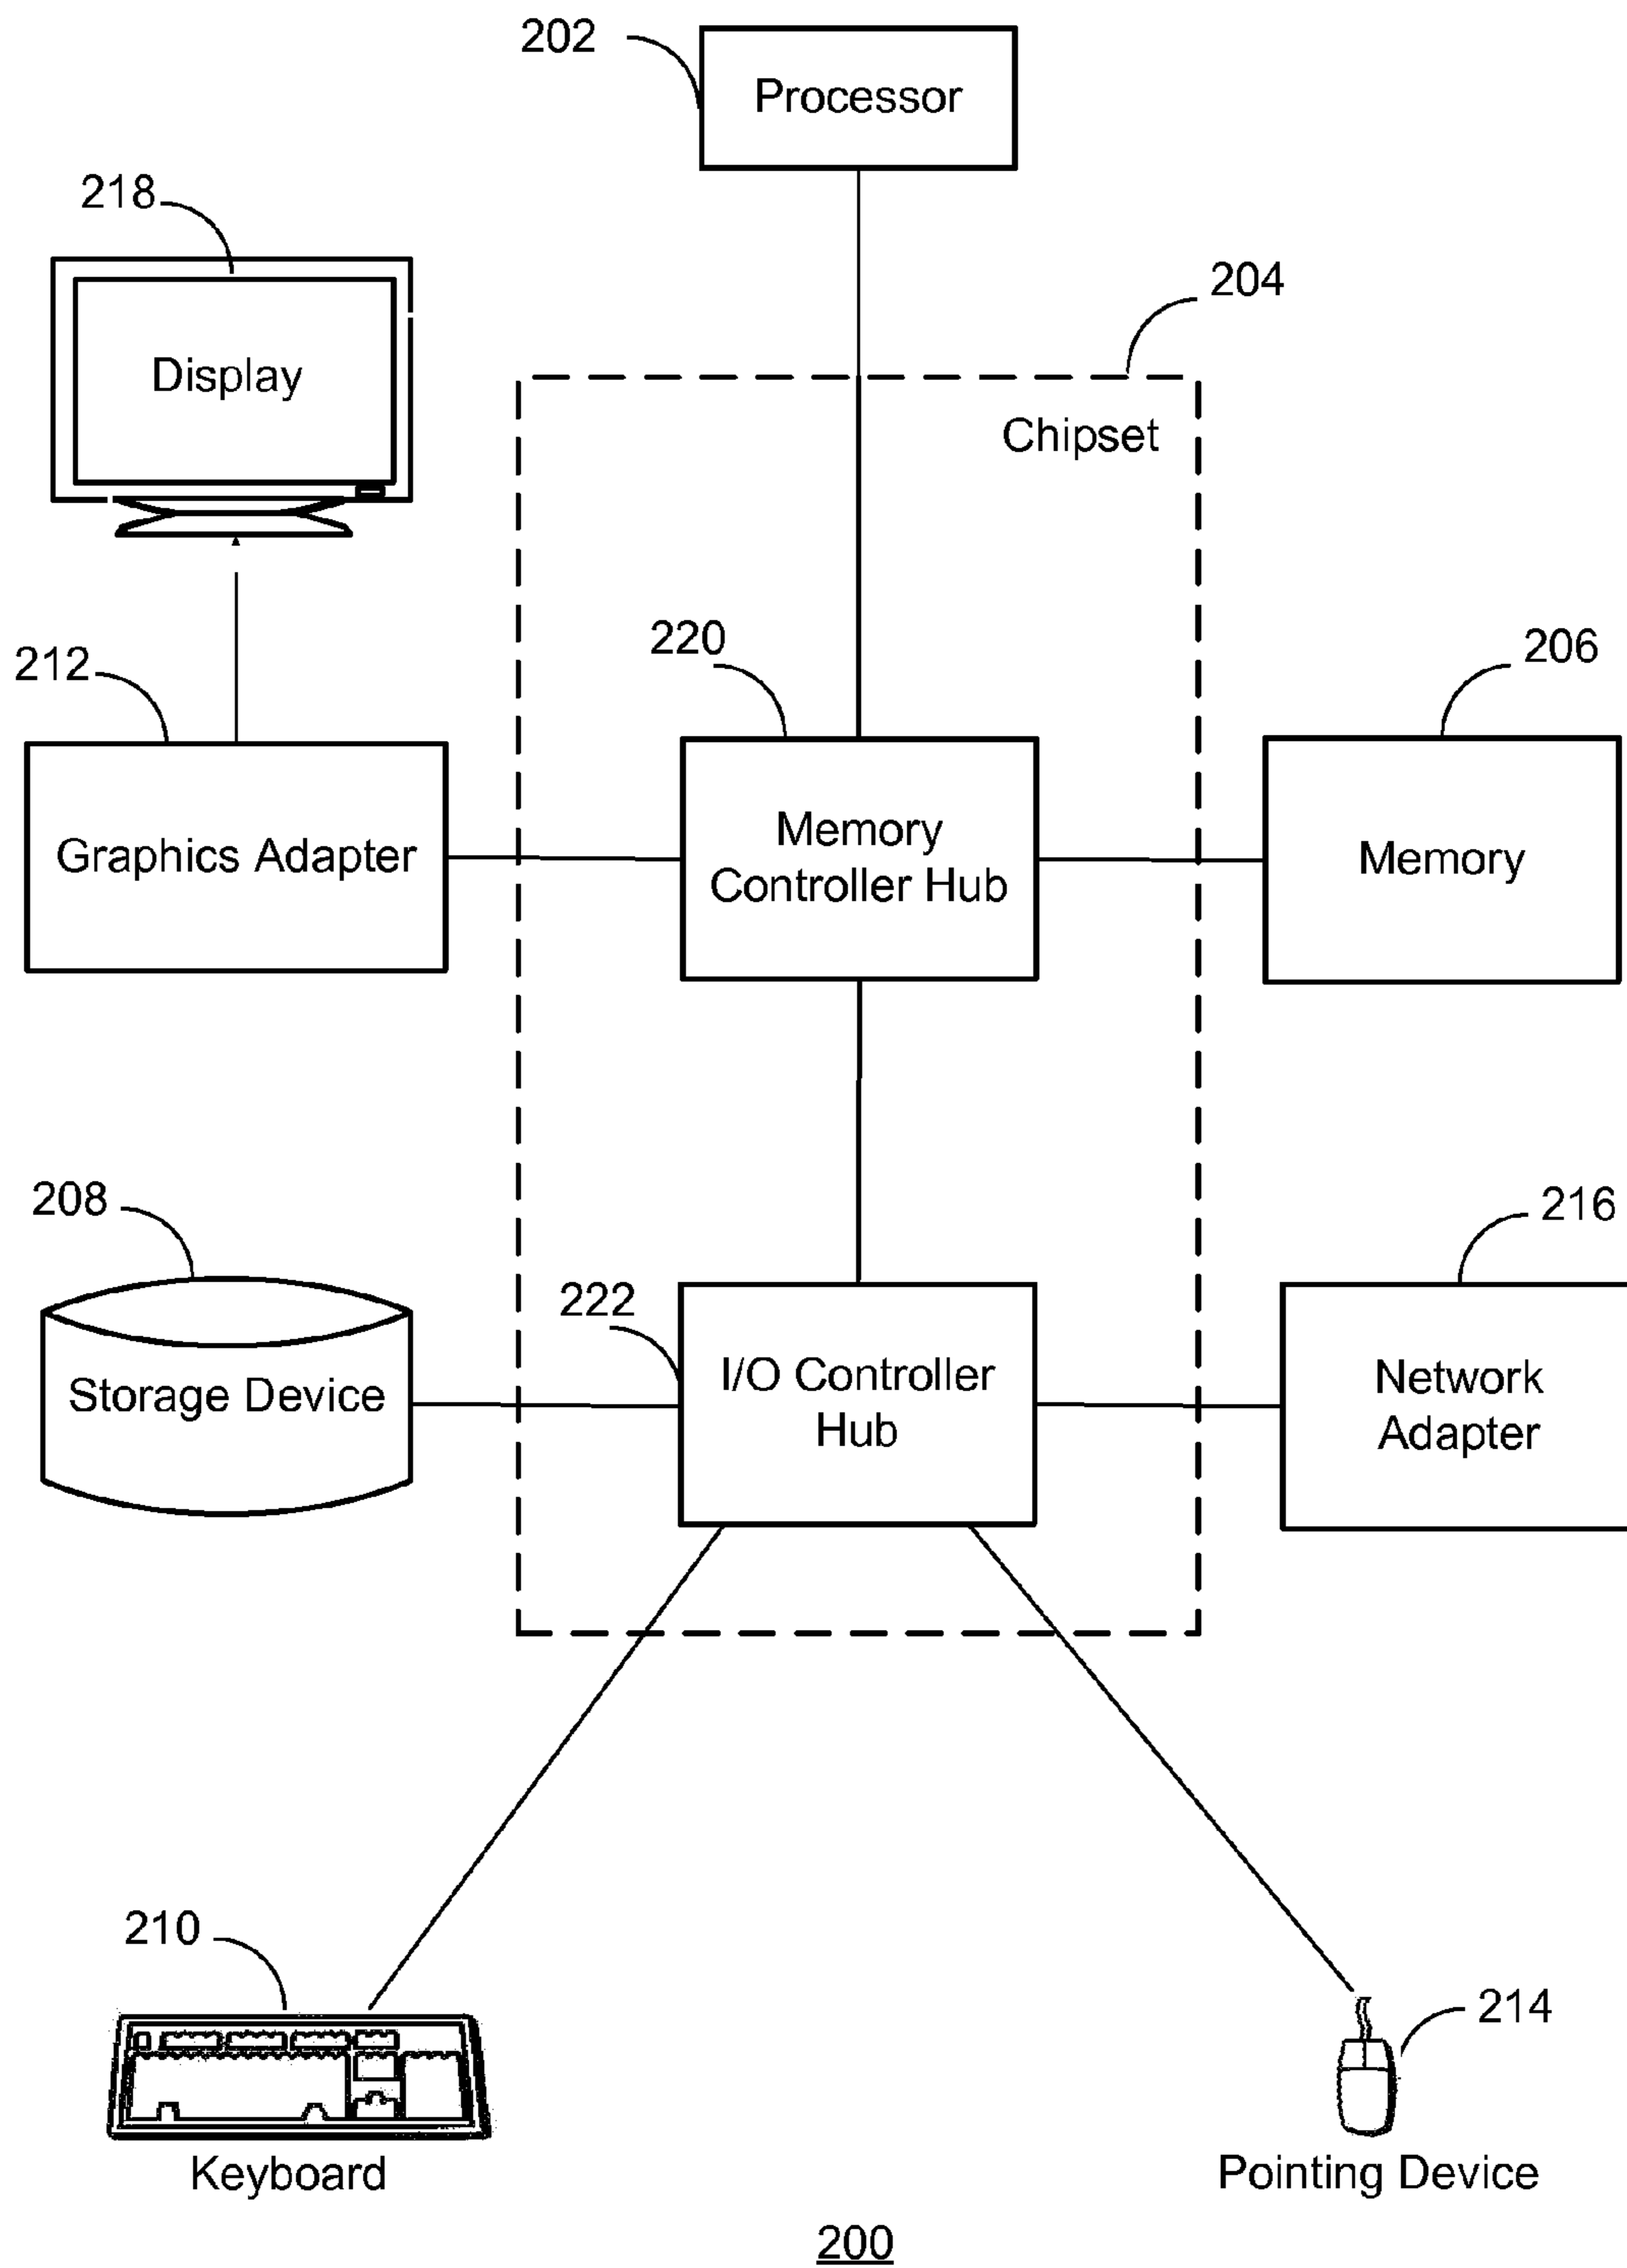 202
Processor
218
204
Display
Chipset
220
206
212
Memory
Controller Hub
Graphics Adapter
Memory
208
216
222
I/O Controller
Hub
Storage Device
Network
Adapter
210
214
Keyboard
Pointing Device
200